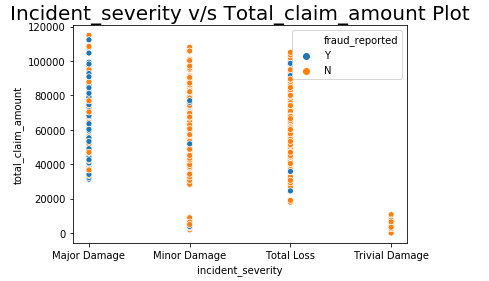 Incident_severity v/s Total_claim_amount Plot
120000
100000
80000
60000
40000
20000
0
total_claim_amount
fraud_reported
Y
N
Major Damage
Minor Damage
Total Loss
Trivial Damage
incident_severity